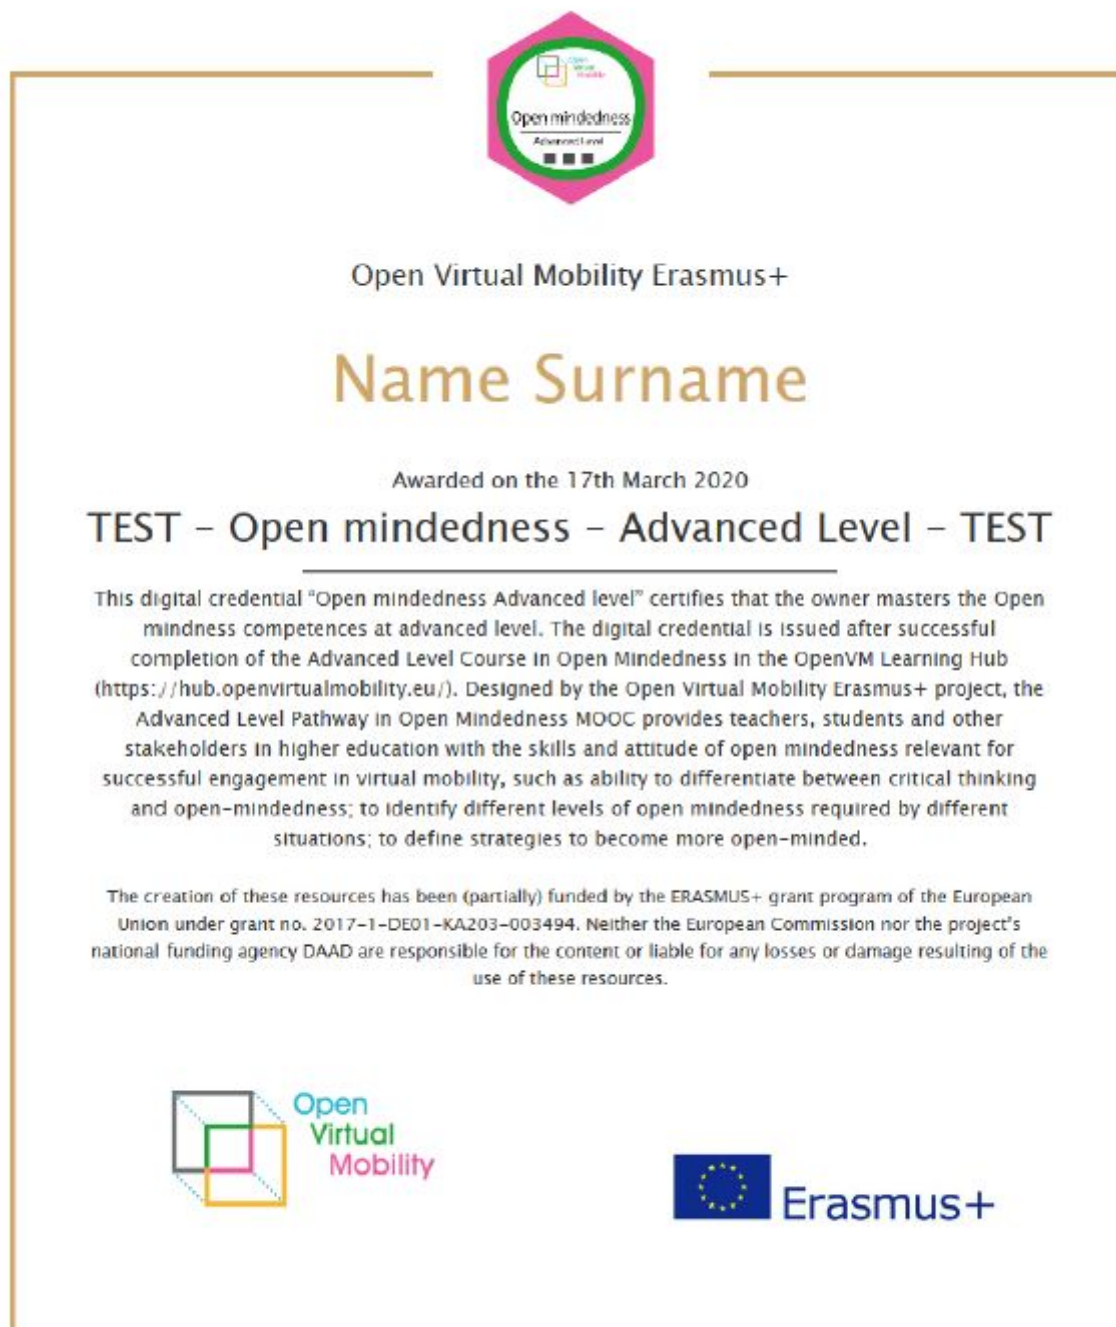 Open
Virtual
Mobility
Open mindedness
Advanced Level
Open Virtual Mobility Erasmus+
Name Surname
Awarded on the 17th March 2020
TEST – Open mindedness – Advanced Level – TEST
This digital credential “Open mindedness Advanced level” certifies that the owner masters the Open
mindness competences at advanced level. The digital credential is issued after successful
completion of the Advanced Level Course in Open Mindedness in the OpenVM Learning Hub
(https://hub.openvirtualmobility.eu/). Designed by the Open Virtual Mobility Erasmus+ project, the
Advanced Level Pathway in Open Mindedness MOOC provides teachers, students and other
stakeholders in higher education with the skills and attitude of open mindedness relevant for
successful engagement in virtual mobility, such as ability to differentiate between critical thinking
and open-mindedness; to identify different levels of open mindedness required by different
situations; to define strategies to become more open-minded.
The creation of these resources has been (partially) funded by the ERASMUS+ grant program of the European
Union under grant no. 2017-1-DE01-KA203-003494. Neither the European Commission nor the project's
national funding agency DAAD are responsible for the content or liable for any losses or damage resulting of the
use of these resources.
Open
Virtual
Mobility
Erasmus+